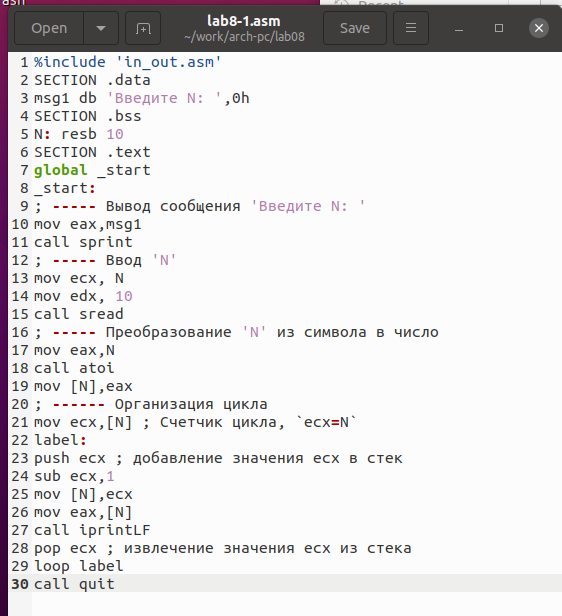 Open
lab8-1.asm
~/work/arch-pc/lab08
Save
1 %include 'in_out.asm'
2 SECTION .data
3 msg1 db 'Введите N: ',0h
4 SECTION .bss
5 N: resb 10
6 SECTION .text
7 global _start
8 _start:
9 ; ----- Вывод сообщения 'Введите N: '
10 mov eax,msg1
11 call sprint
12 ; ----- Ввод 'N'
13 mov ecx, N
14 mov edx, 10
15 call sread
16 ; ----- Преобразование 'N' из символа в число
17 mov eax,N
18 call atoi
19 mov [N],eax
20 ; ------ Организация цикла
21 mov ecx,[N] ; Счетчик цикла, `ecx=N`
22 label:
23 push ecx ; добавление значения ecx в стек
24 sub ecx,1
25 mov [N],ecx
26 mov eax,[N]
27 call iprintLF
28 pop ecx ; извлечение значения ecx из стека
29 loop label
30 call quit